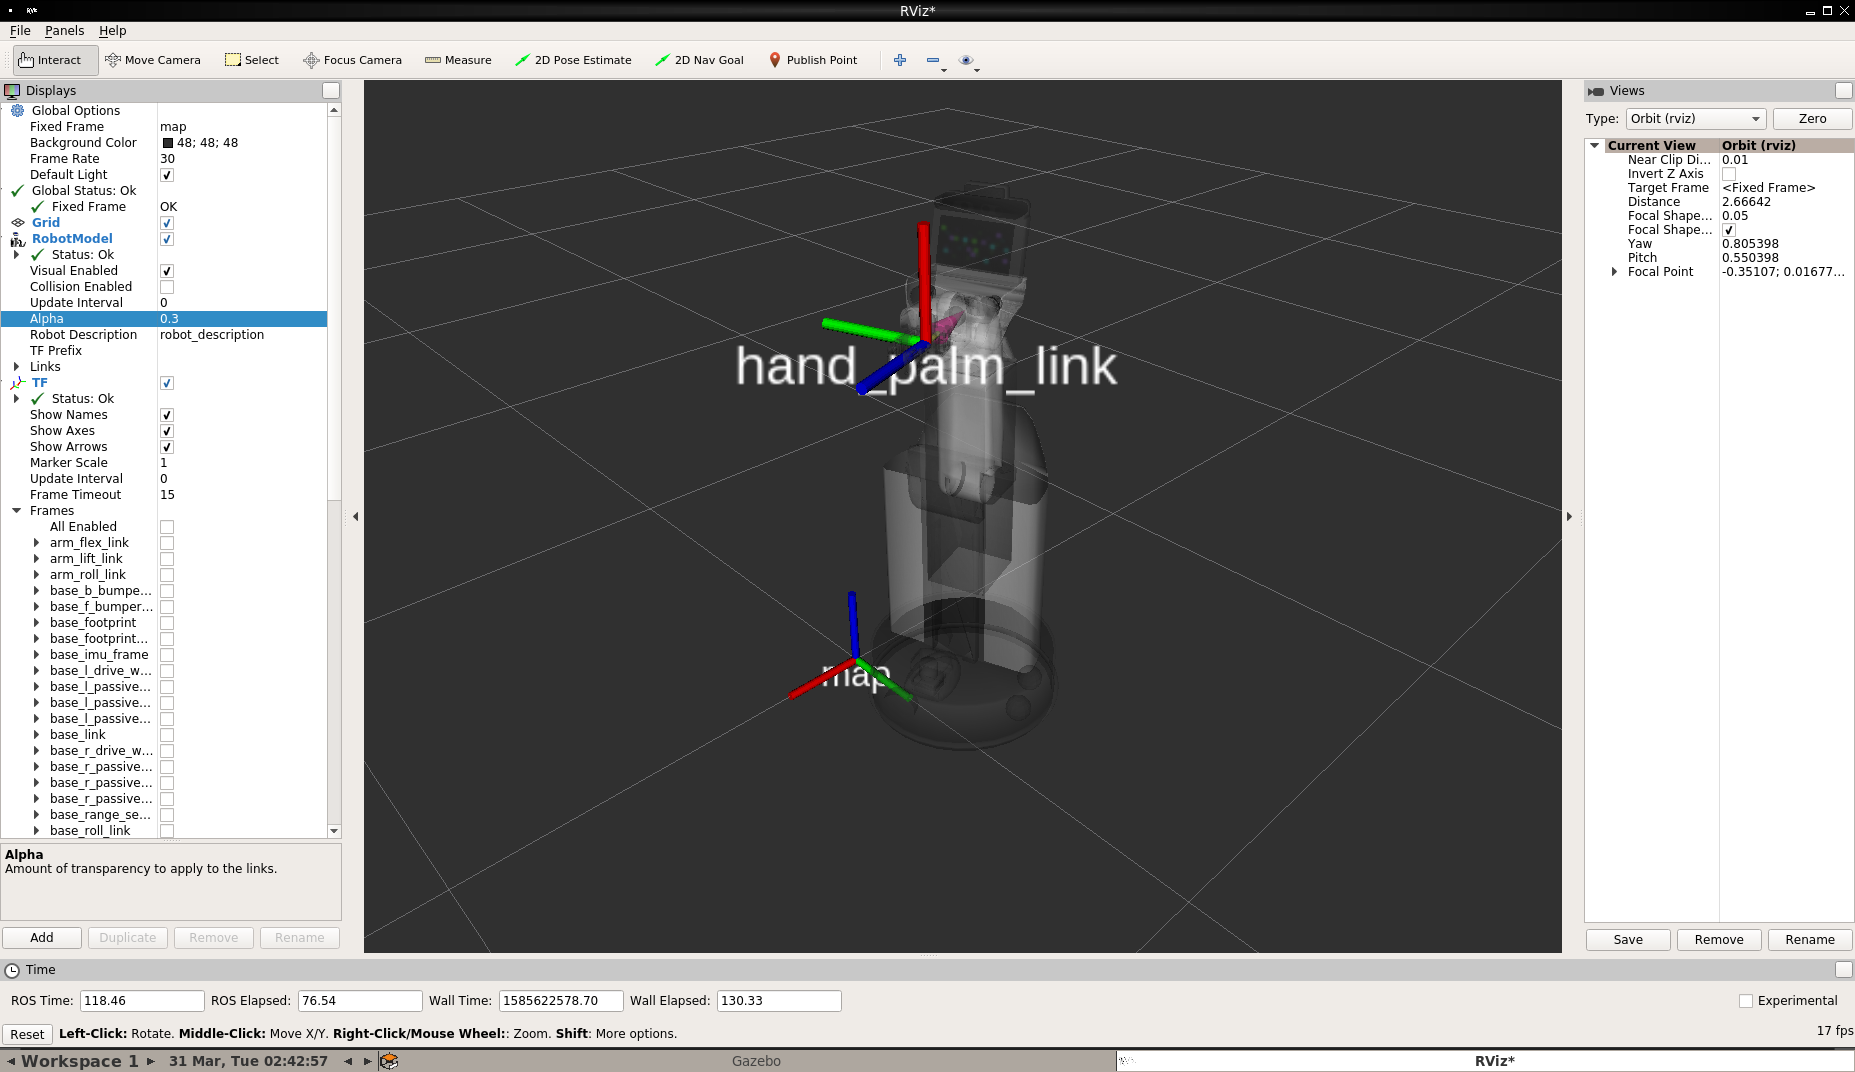 RViz*
File Panels Help
Interact Move Camera Select Focus Camera Measure 2D Pose Estimate 2D Nav Goal Publish Point
Displays
Global Options
Fixed Frame map
Background Color 48; 48; 48
Frame Rate 30
Default Light
Global Status: Ok
Fixed Frame OK
Grid
RobotModel
Status: Ok
Visual Enabled
Collision Enabled
Update Interval 0
Alpha 0.3
Robot Description robot_description
TF Prefix
Links
TF
Status: Ok
Show Names
Show Axes
Show Arrows
Marker Scale 1
Update Interval 0
Frame Timeout 15
Frames
All Enabled
arm_flex_link
arm_lift_link
arm_roll_link
base_b_bumpe...
base_f_bumper...
base_footprint
base_footprint...
base_imu_frame
base_l_drive_w...
base_l_passive...
base_l_passive...
base_l_passive...
base_link
base_r_drive_w...
base_r_passive...
base_r_passive...
base_r_passive...
base_range_se...
base_roll_link
Alpha
Amount of transparency to apply to the links.
Add Duplicate Remove Rename
hand_palm_link
map
Views
Type: Orbit (rviz) Zero
Current View Orbit (rviz)
Near Clip Di... 0.01
Invert Z Axis
Target Frame <Fixed Frame>
Distance 2.66642
Focal Shape... 0.05
Focal Shape...
Yaw 0.805398
Pitch 0.550398
Focal Point -0.35107; 0.01677...
Save Remove Rename
Time
ROS Time: 118.46 ROS Elapsed: 76.54 Wall Time: 1585622578.70 Wall Elapsed: 130.33 Experimental
Reset Left-Click: Rotate. Middle-Click: Move X/Y. Right-Click/Mouse Wheel:: Zoom. Shift: More options. 17 fps
Workspace 1 31 Mar, Tue 02:42:57 Gazebo RViz*